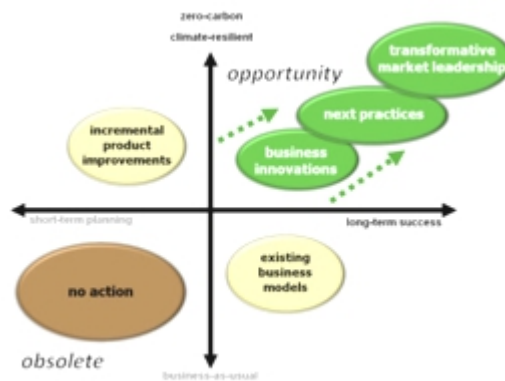 zero-carbon
climate-resilient
opportunity
transformative
market leadership
next practices
incremental
product
improvements
business
innovations
short-term planning
long-term success
no action
existing
business
models
obsolete
business-as-usual